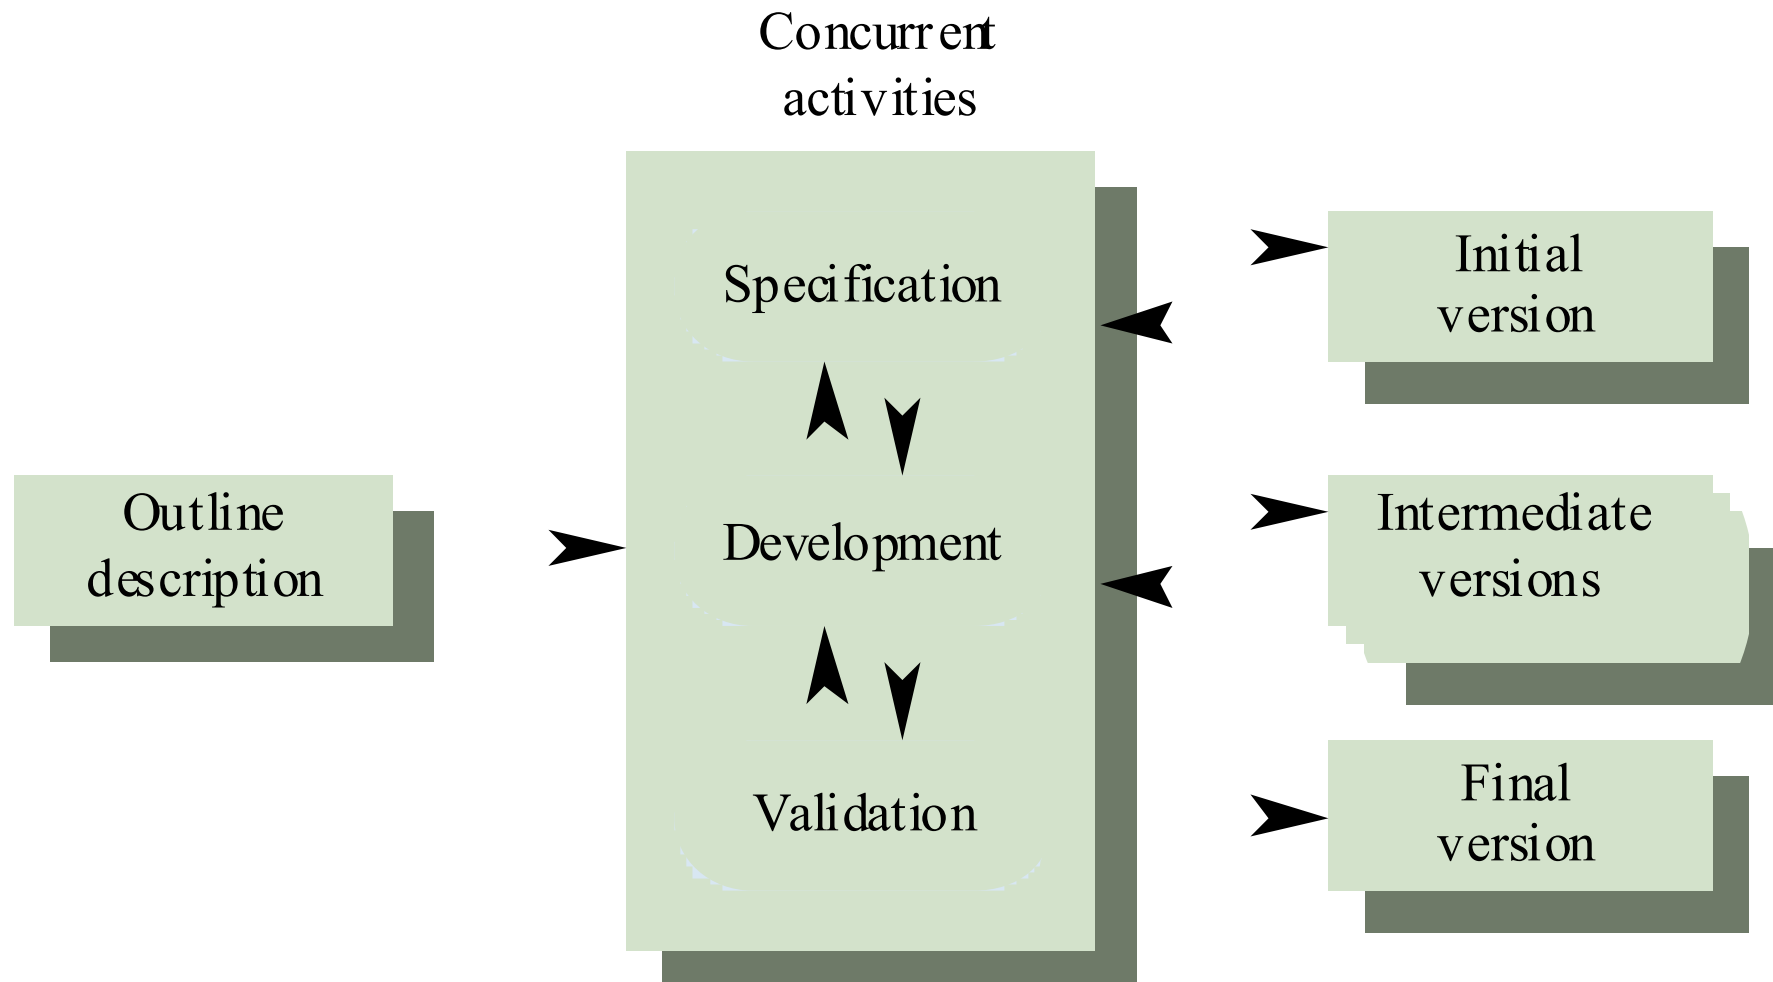 Concurrent
activities
Specification
Development
Validation
Outline
description
Initial
version
Intermediate
versions
Final
version